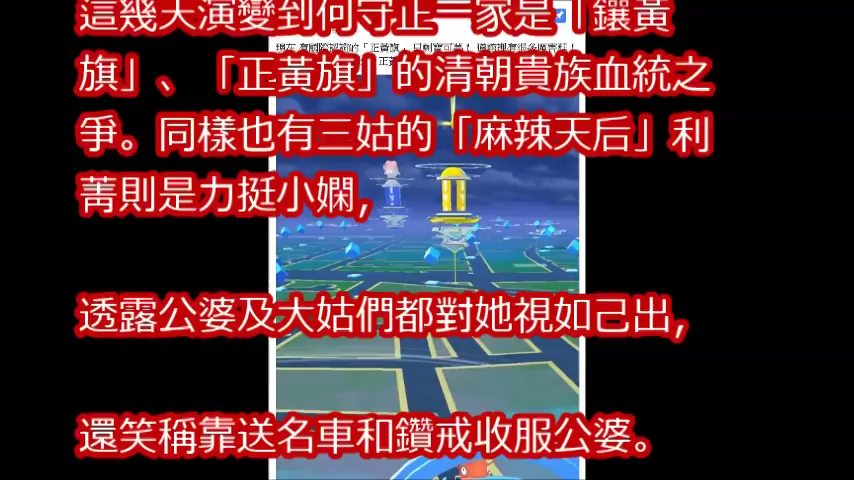 這幾天演變到何守正一家是「鑲黃
旗」、「正黃旗」的清朝貴族血統之
爭。同樣也有三姑的「麻辣天后」利
菁則是力挺小嫻,
透露公婆及大姑們都對她視如己出,
還笑稱靠送名車和鑽戒收服公婆。